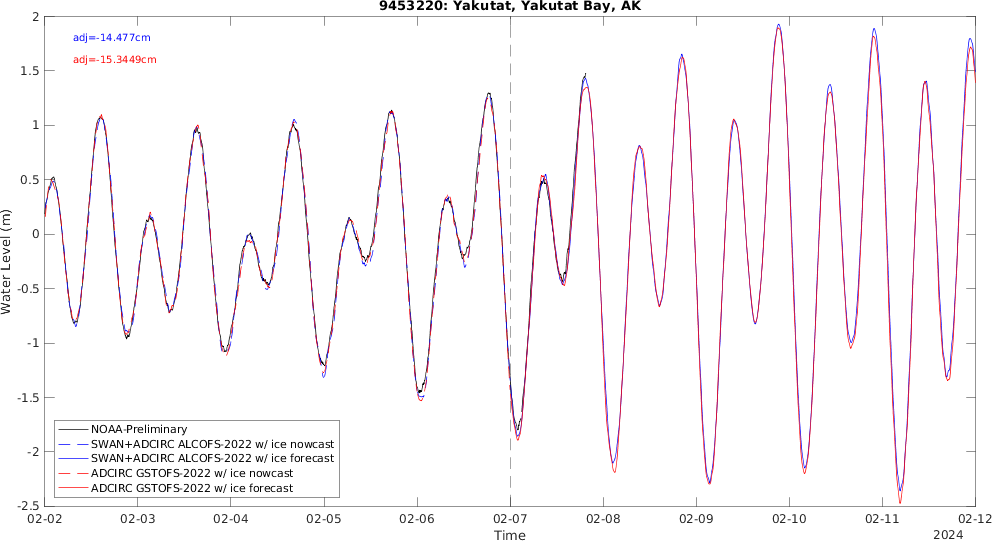 9453220: Yakutat, Yakutat Bay, AK
adj=-14.477cm
adj=-15.3449cm
Water Level (m)
2
1.5
1
0.5
0
-0.5
-1
-1.5
-2
-2.5
NOAA-Preliminary
SWAN+ADCIRC ALCOFS-2022 w/ ice nowcast
SWAN+ADCIRC ALCOFS-2022 w/ ice forecast
ADCIRC GSTOFS-2022 w/ ice nowcast
ADCIRC GSTOFS-2022 w/ ice forecast
02-02 02-03 02-04 02-05 02-06 02-07 02-08 02-09 02-10 02-11 02-12
Time
2024